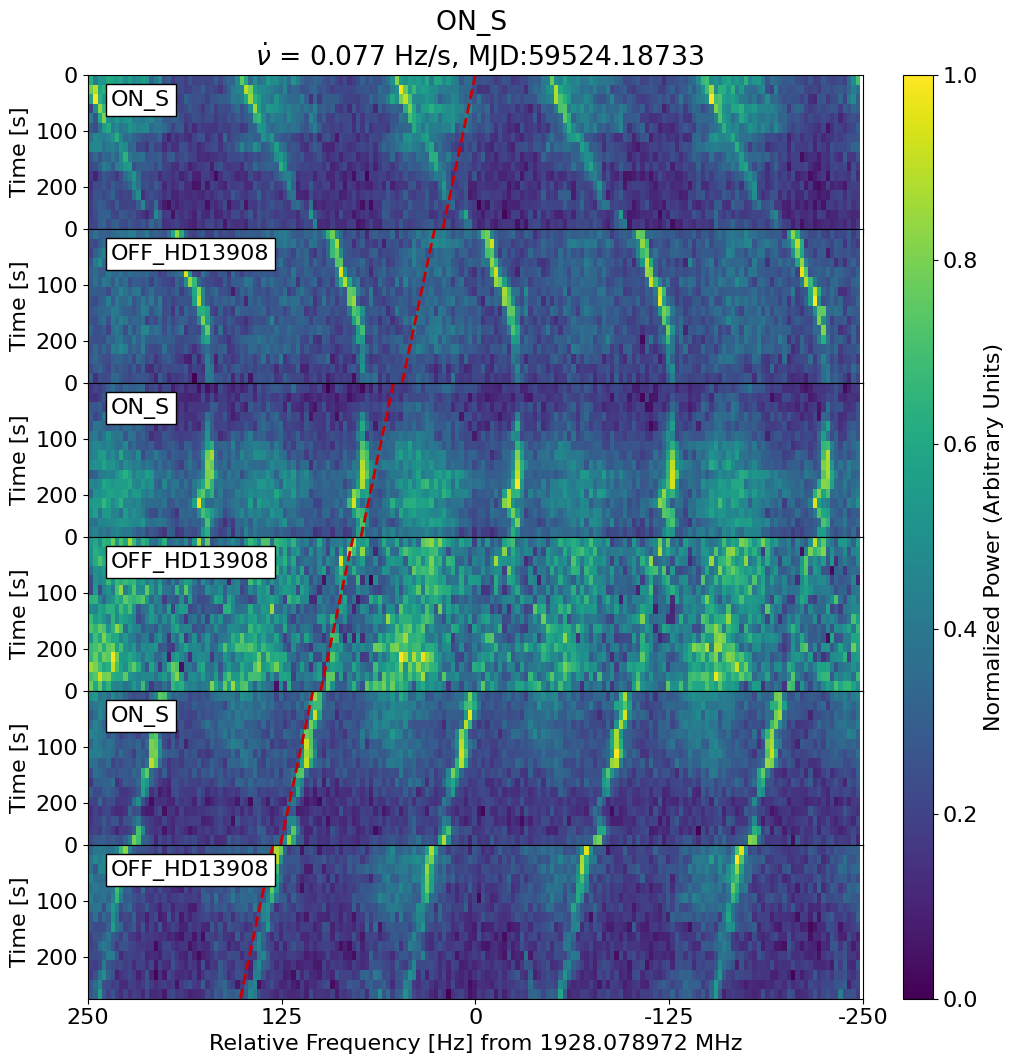 ON_S
ν̇ = 0.077 Hz/s, MJD:59524.18733
0
100
200
Time [s]
ON_S
0
100
200
Time [s]
OFF_HD13908
0
100
200
Time [s]
ON_S
0
100
200
Time [s]
OFF_HD13908
0
100
200
Time [s]
ON_S
0
100
200
Time [s]
OFF_HD13908
250 125 0 -125 -250
Relative Frequency [Hz] from 1928.078972 MHz
1.0
0.8
0.6
0.4
0.2
0.0
Normalized Power (Arbitrary Units)